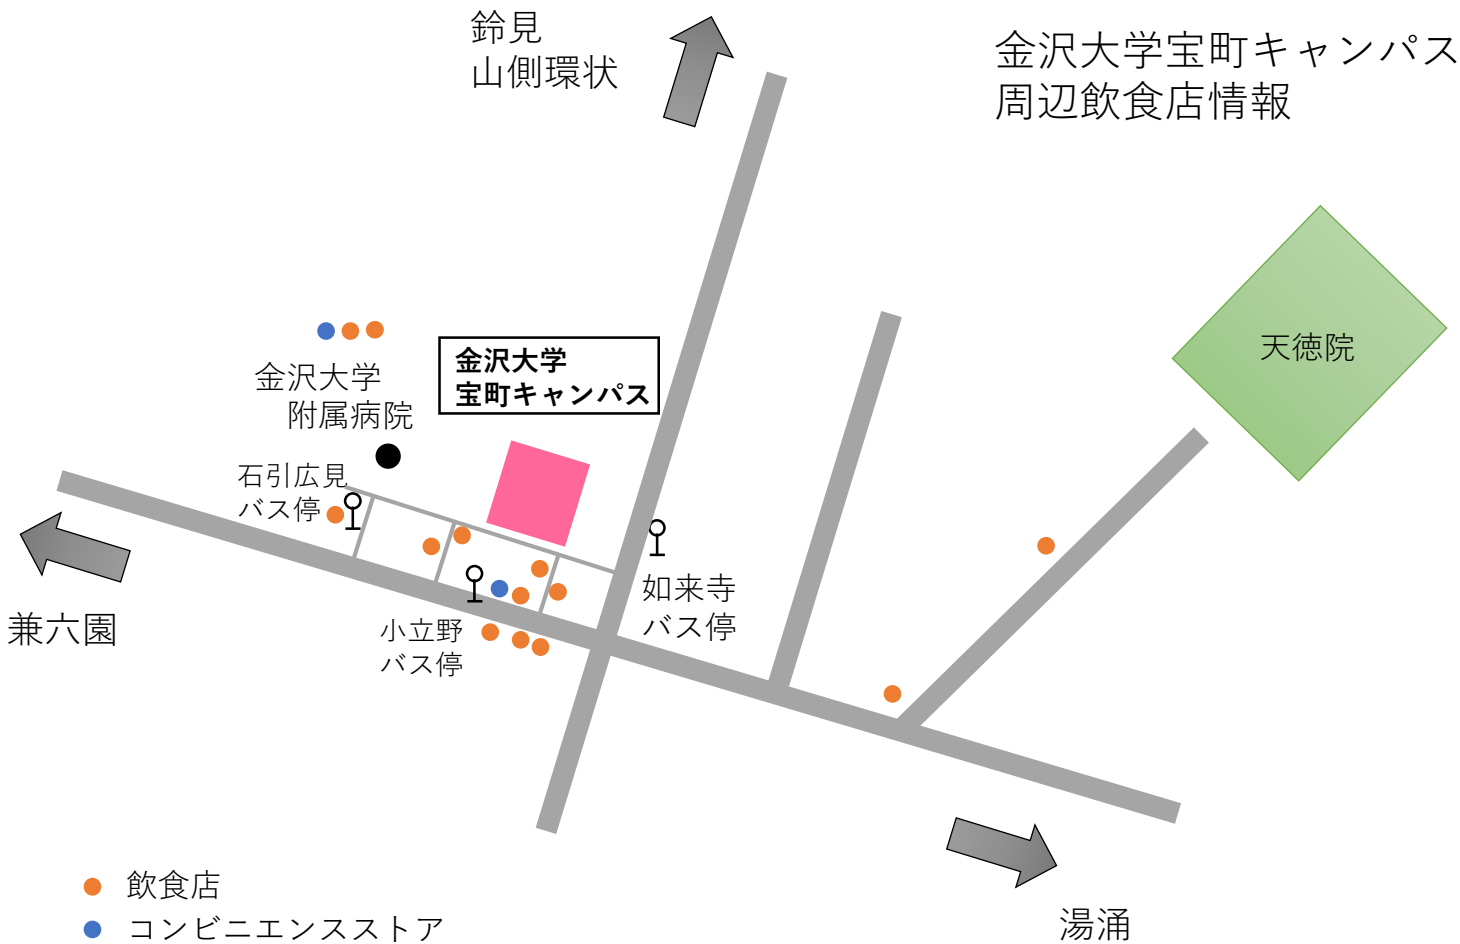 鈴見
山側環状
金沢大学宝町キャンパス
周辺飲食店情報
天徳院
金沢大学
宝町キャンパス
金沢大学
附属病院
石引広見
バス停
如来寺
バス停
兼六園
小立野
バス停
飲食店
コンビニエンスストア
湯涌